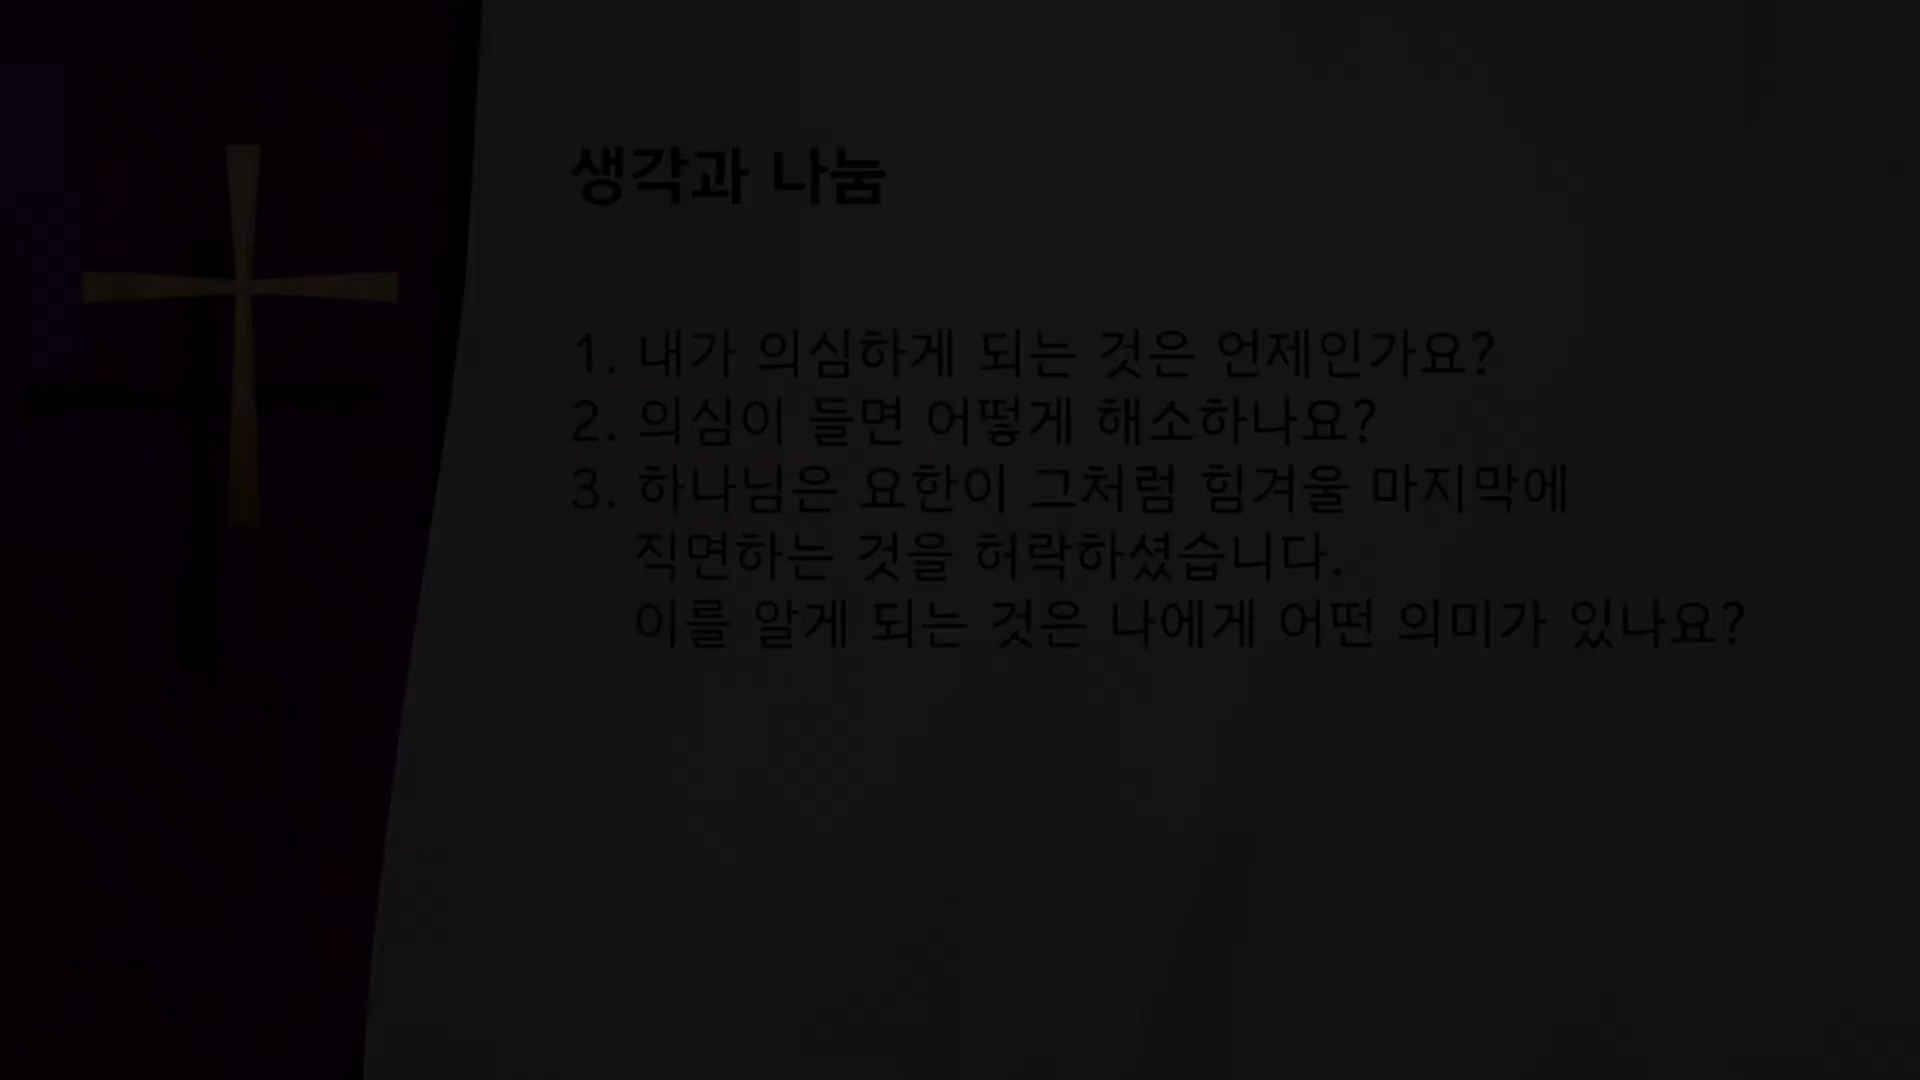 생각과 나눔
1. 내가 의심하게 되는 것은 언제인가요?
2. 의심이 들면 어떻게 해소하나요?
3. 하나님은 요한이 그처럼 힘겨울 마지막에
직면하는 것을 허락하셨습니다.
이를 알게 되는 것은 나에게 어떤 의미가 있나요?